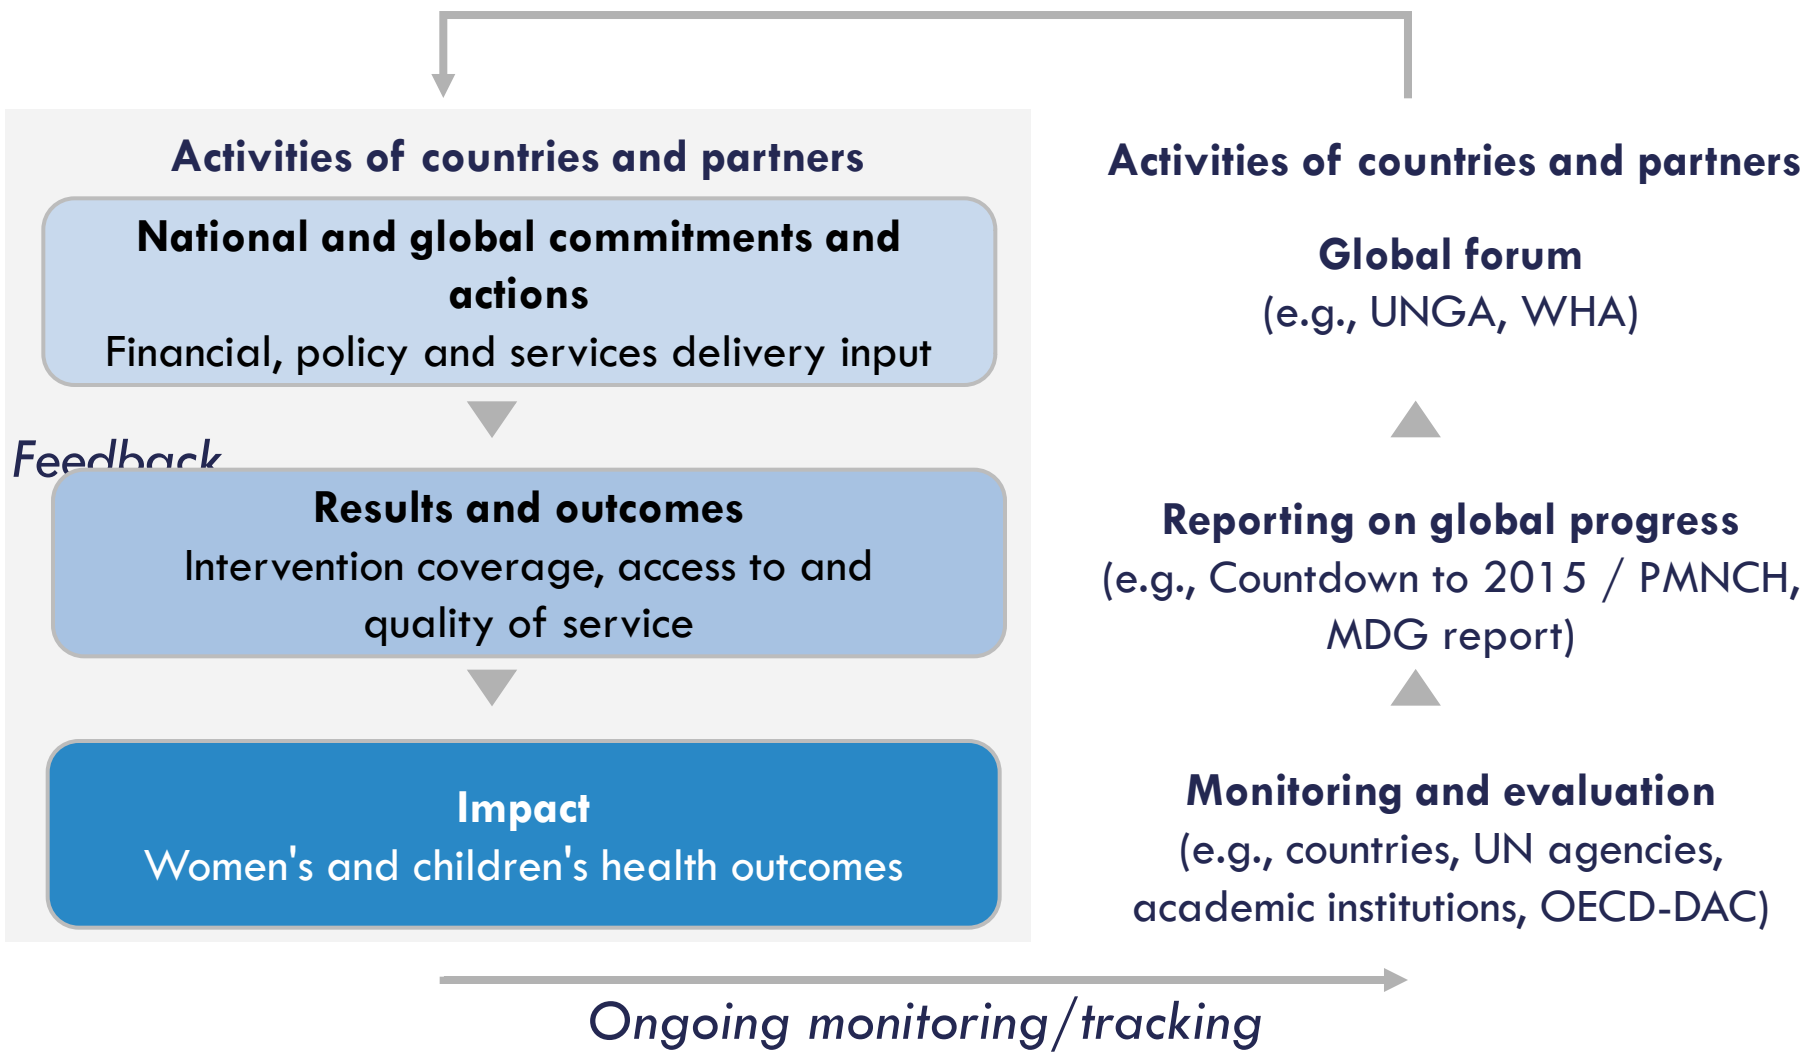 Activities of countries and partners
National and global commitments and
actions
Financial, policy and services delivery input
Feedback
Results and outcomes
Intervention coverage, access to and
quality of service
Impact
Women's and children's health outcomes
Activities of countries and partners
Global forum
(e.g., UNGA, WHA)
Reporting on global progress
(e.g., Countdown to 2015 / PMNCH,
MDG report)
Monitoring and evaluation
(e.g., countries, UN agencies,
academic institutions, OECD-DAC)
Ongoing monitoring/tracking